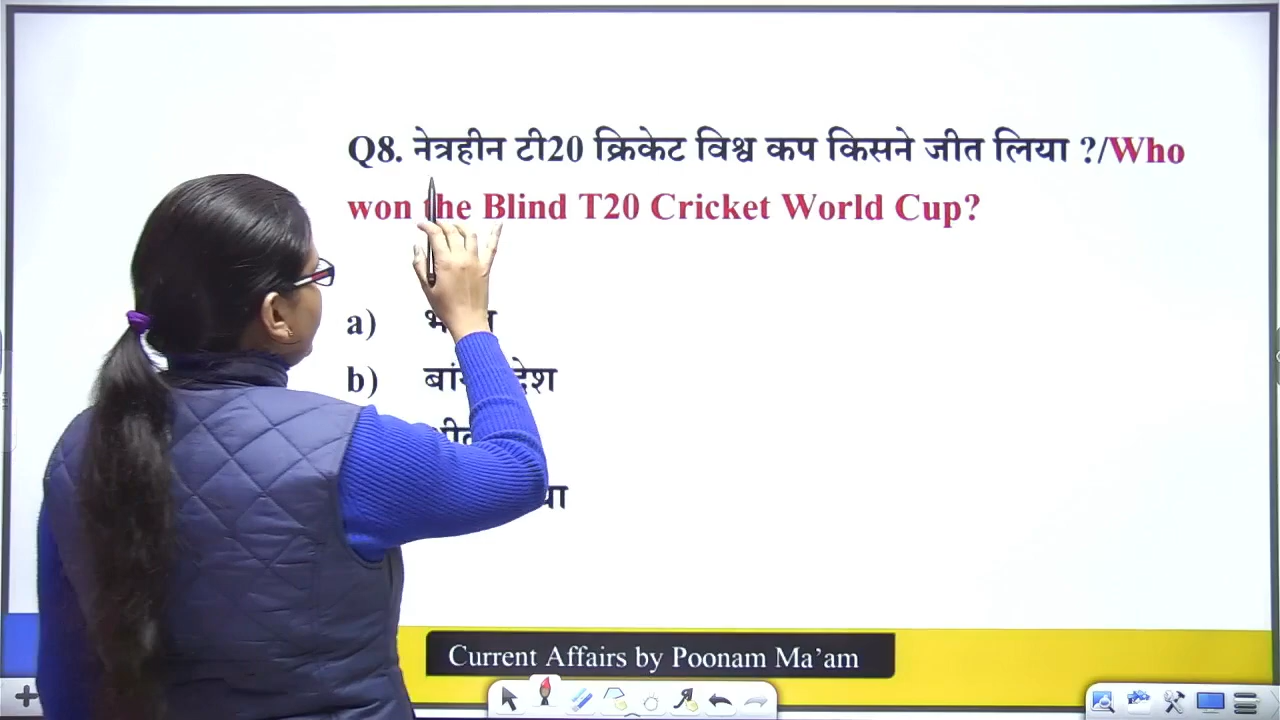 Q8. नेत्रहीन टी20 क्रिकेट विश्व कप किसने जीत लिया ?/Who
won the Blind T20 Cricket World Cup?
a)
b)
Current Affairs by Poonam Ma'am